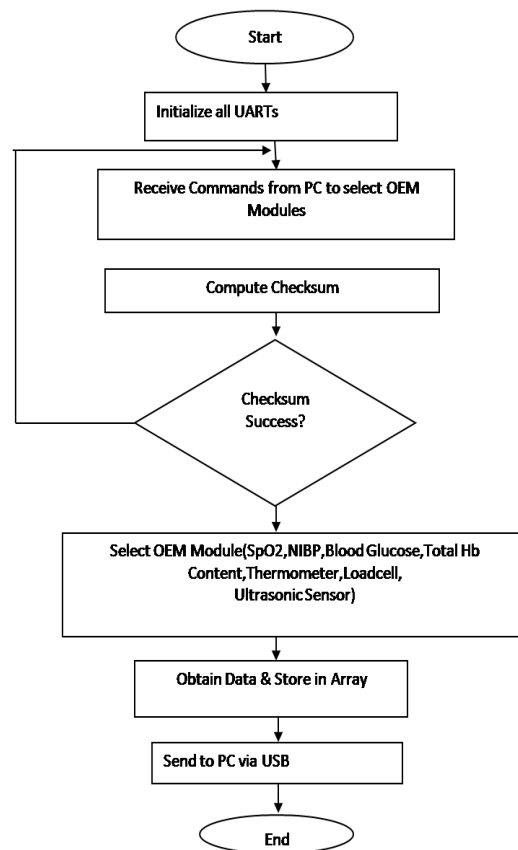 Start
Initialize all UARTs
Receive Commands from PC to select OEM
Modules
Compute Checksum
Checksum
Success?
Select OEM Module(SpO2,NIBP,Blood Glucose,Total Hb
Content,Thermometer,Loadcell,
Ultrasonic Sensor)
Obtain Data & Store in Array
Send to PC via USB
End